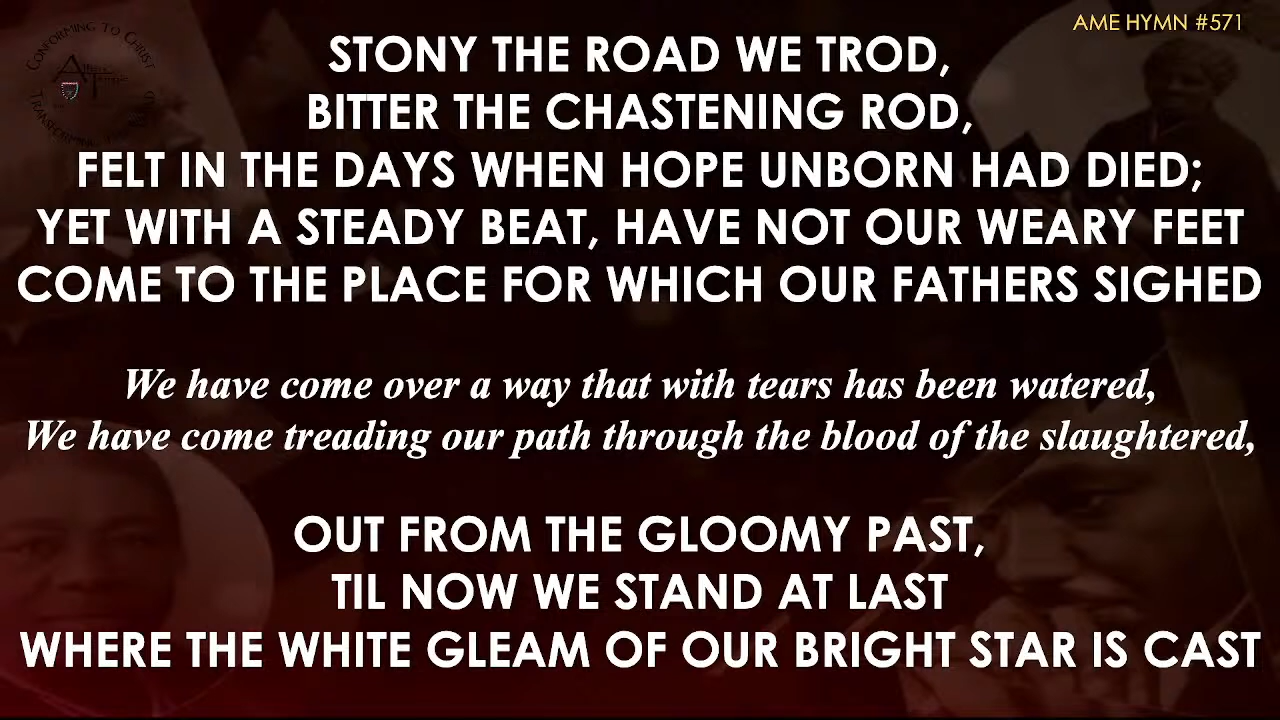 AME HYMN #571
CONFORMING TO CHRIST
STONY THE ROAD WE TROD,
BITTER THE CHASTENING ROD,
FELT IN THE DAYS WHEN HOPE UNBORN HAD DIED;
YET WITH A STEADY BEAT, HAVE NOT OUR WEARY FEET
COME TO THE PLACE FOR WHICH OUR FATHERS SIGHED
We have come over a way that with tears has been watered,
We have come treading our path through the blood of the slaughtered,
OUT FROM THE GLOOMY PAST,
TIL NOW WE STAND AT LAST
WHERE THE WHITE GLEAM OF OUR BRIGHT STAR IS CAST